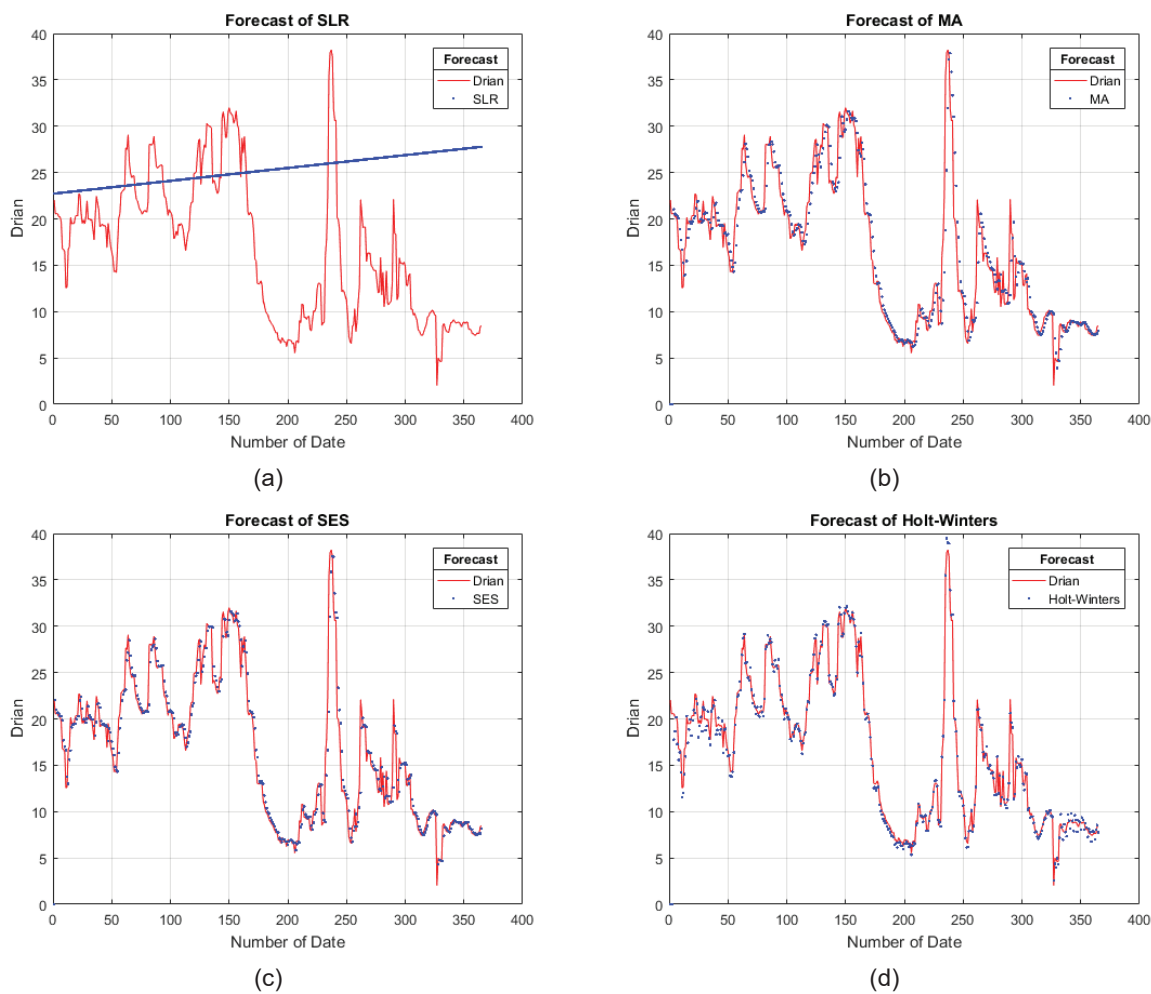 Forecast of SLR
40
35
30
25
20
15
10
5
0
Drian
Forecast
Drian
SLR
0 50 100 150 200 250 300 350 400
Number of Date
(a)
Forecast of MA
40
35
30
25
20
15
10
5
0
Drian
Forecast
Drian
MA
0 50 100 150 200 250 300 350 400
Number of Date
(b)
Forecast of SES
40
35
30
25
20
15
10
5
0
Drian
Forecast
Drian
SES
0 50 100 150 200 250 300 350 400
Number of Date
(c)
Forecast of Holt-Winters
40
35
30
25
20
15
10
5
0
Drian
Forecast
Drian
Holt-Winters
0 50 100 150 200 250 300 350 400
Number of Date
(d)